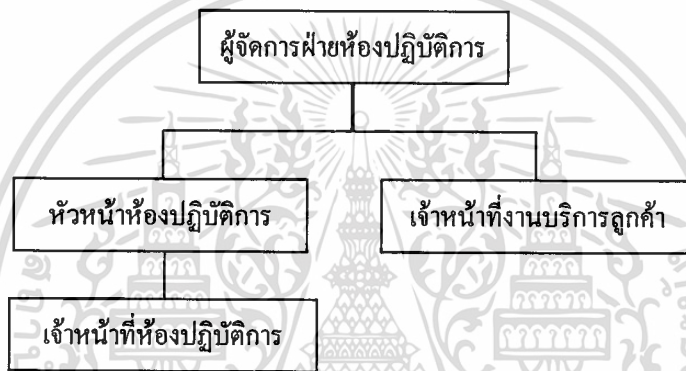 ผู้จัดการฝ่ายห้องปฏิบัติการ
หัวหน้าห้องปฏิบัติการ
เจ้าหน้าที่งานบริการลูกค้า
เจ้าหน้าที่ห้องปฏิบัติการ